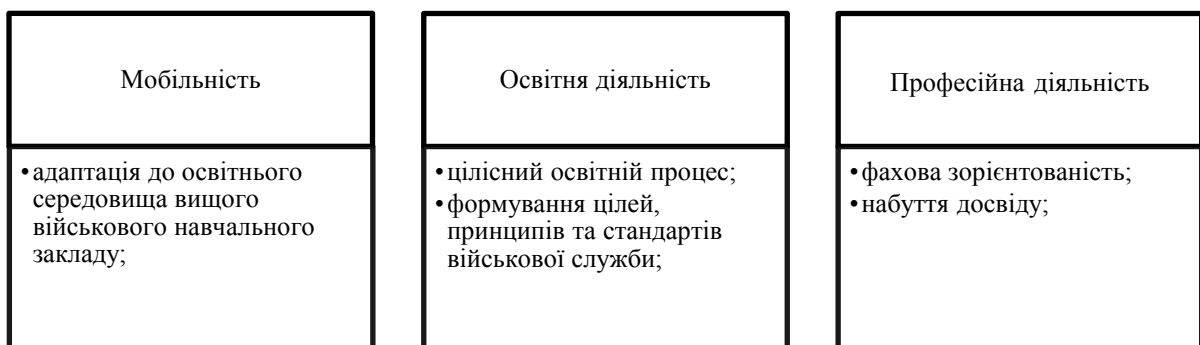 Мобільність
•адаптація до освітнього
середовища вищого
військового навчального
закладу;
Освітня діяльність
•цілісний освітній процес;
•формування цілей,
принципів та стандартів
військової служби;
Професійна діяльність
•фахова зорієнтованість;
•набуття досвіду;